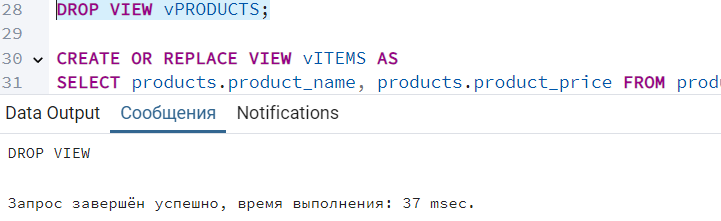 28 DROP VIEW vPRODUCTS;
29
30 CREATE OR REPLACE VIEW vITEMS AS
31 SELECT products.product_name, products.product_price FROM prod
Data Output Сообщения Notifications
DROP VIEW
Запрос завершён успешно, время выполнения: 37 msec.